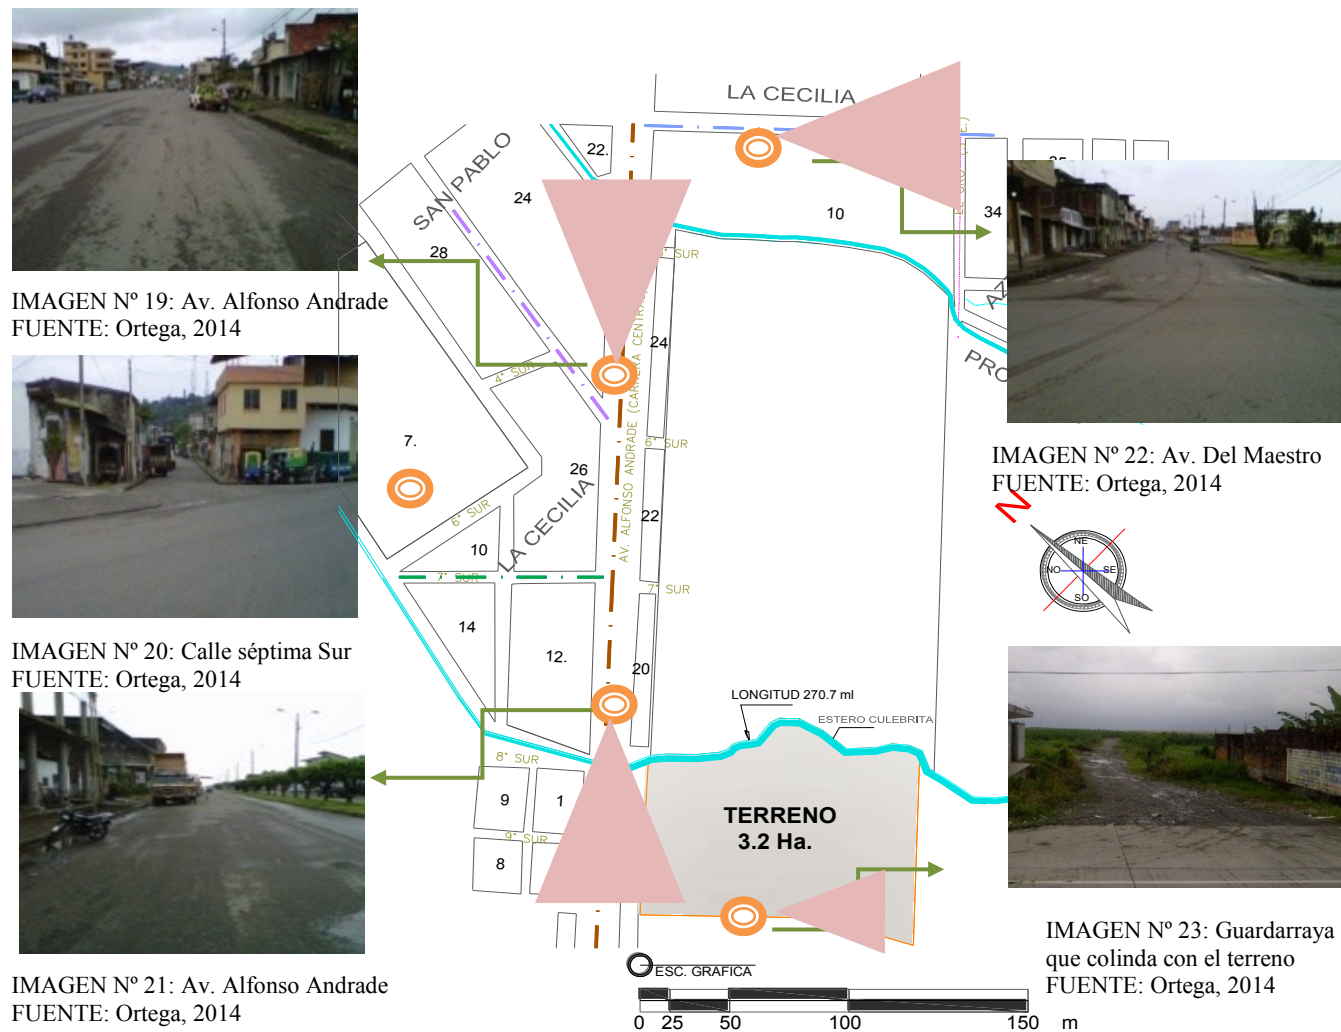 IMAGEN Nº 19: Av. Alfonso Andrade
FUENTE: Ortega, 2014
IMAGEN Nº 20: Calle séptima Sur
FUENTE: Ortega, 2014
IMAGEN Nº 21: Av. Alfonso Andrade
FUENTE: Ortega, 2014
LA CECILIA
SAN PABLO
22.
24
28
10
34
24
4° SUR
SUR
7.
26
6° SUR
6° SUR
AV. ALFONSO ANDRADE (CARRERA CENTRAL
LA CECILIA
22
10
7° SUR
7° SUR
14
12.
20
8° SUR
9
1
9° SUR
8
LONGITUD 270.7 ml
ESTERO CULEBRITA
TERRENO
3.2 Ha.
ESC. GRAFICA
0 25 50 100 150 m
IMAGEN Nº 22: Av. Del Maestro
FUENTE: Ortega, 2014
N
NE
NO
SE
SO
IMAGEN Nº 23: Guardarraya
que colinda con el terreno
FUENTE: Ortega, 2014